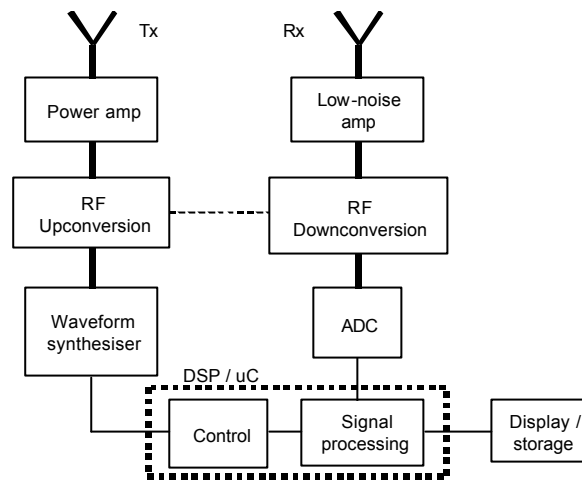 Tx
Rx
Power amp
Low-noise
amp
RF
Upconversion
RF
Downconversion
Waveform
synthesiser
ADC
DSP / uC
Control
Signal
processing
Display /
storage